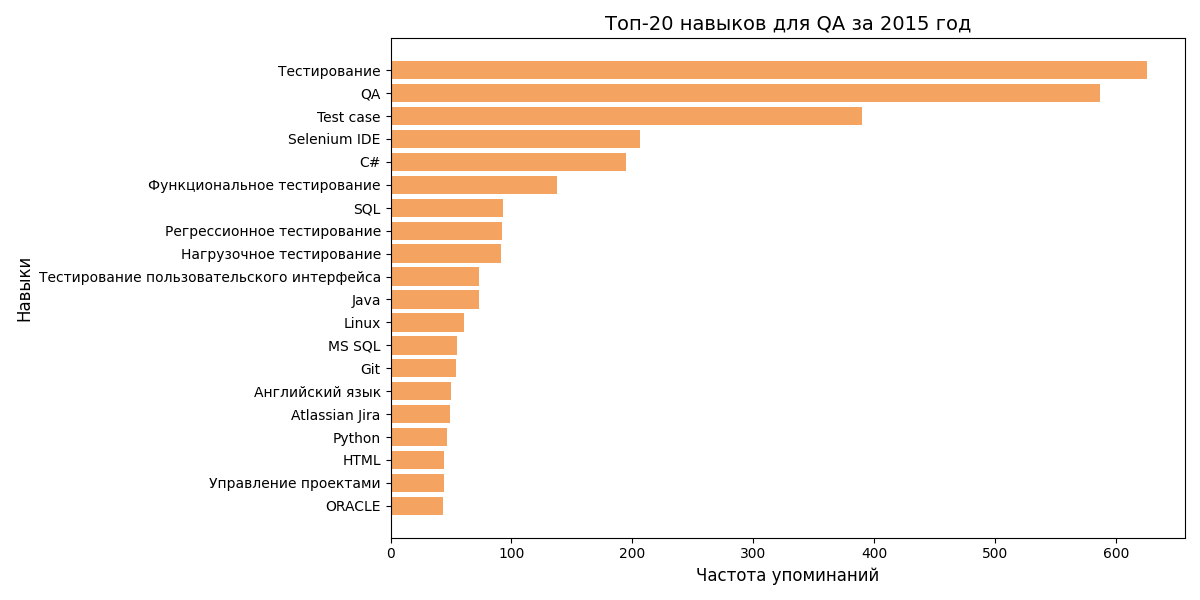 Топ-20 навыков для QA за 2015 год
Навыки
Тестирование
QA
Test case
Selenium IDE
C#
Функциональное тестирование
SQL
Регрессионное тестирование
Нагрузочное тестирование
Тестирование пользовательского интерфейса
Java
Linux
MS SQL
Git
Английский язык
Atlassian Jira
Python
HTML
Управление проектами
ORACLE
0 100 200 300 400 500 600
Частота упоминаний